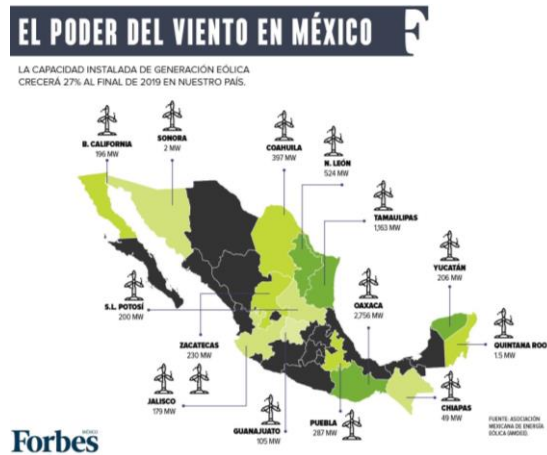 EL PODER DEL VIENTO EN MÉXICO
LA CAPACIDAD INSTALADA DE GENERACIÓN EÓLICA
CRECERÁ 27% AL FINAL DE 2019 EN NUESTRO PAÍS.
B. CALIFORNIA
196 MW
SONORA
2 MW
COAHUILA
397 MW
N. LEÓN
524 MW
TAMAULIPAS
1,163 MW
YUCATÁN
206 MW
S.L. POTOSÍ
200 MW
OAXACA
2,756 MW
ZACATECAS
230 MW
QUINTANA ROO
1.5 MW
JALISCO
179 MW
GUANAJUATO
105 MW
PUEBLA
287 MW
CHIAPAS
49 MW
FUENTE: ASOCIACIÓN
MEXICANA DE ENERGÍA
EÓLICA (AMDEE).
Forbes
MÉXICO